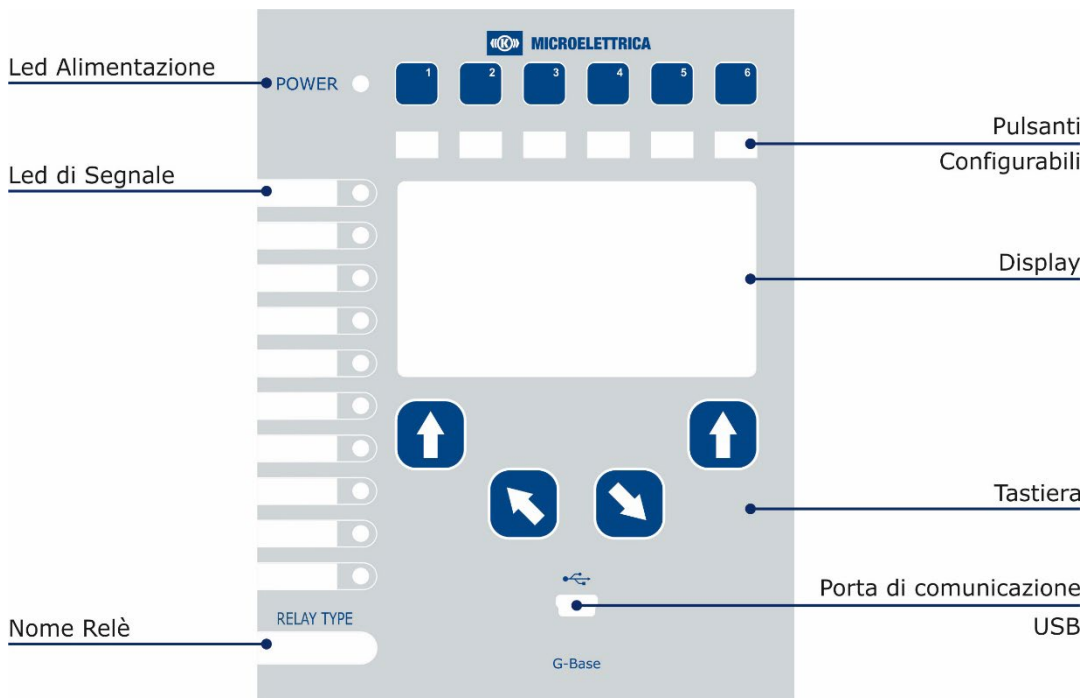 MICROELETTRICA
Led Alimentazione
POWER
1 2 3 4 5 6
Pulsanti
Configurabili
Led di Segnale
Display
Tastiera
Porta di comunicazione
USB
RELAY TYPE
Nome Relè
G-Base